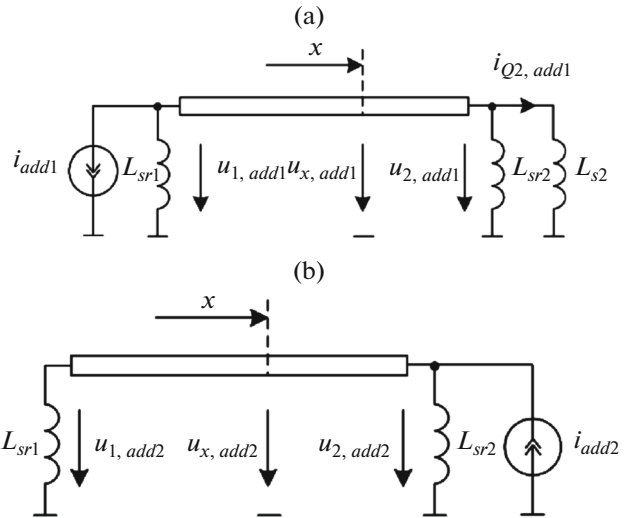 (a)
x
i_{Q2, add1}
i_{add1} L_{sr1} u_{1, add1} u_{x, add1} u_{2, add1} L_{sr2} L_{s2}
(b)
x
L_{sr1} u_{1, add2} u_{x, add2} u_{2, add2} L_{sr2} i_{add2}